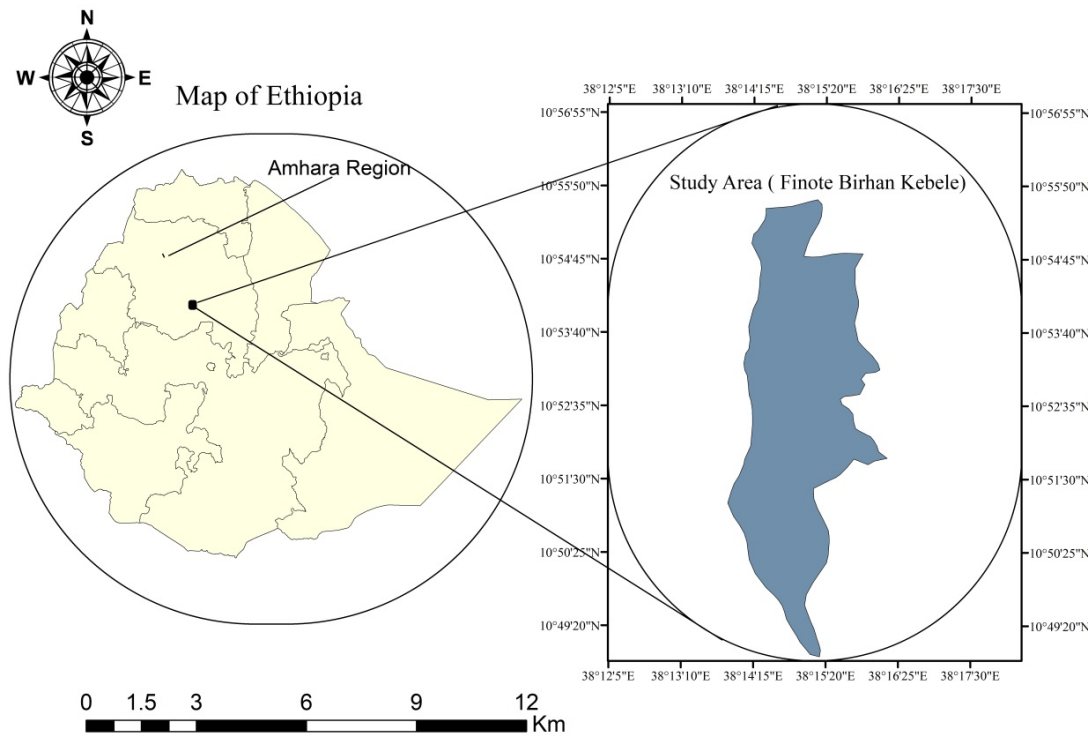 N
W E
S
Map of Ethiopia
Amhara Region
38°12'5"E 38°13'10"E 38°14'15"E 38°15'20"E 38°16'25"E 38°17'30"E
Study Area ( Finote Birhan Kebele)
10°56'55"N 10°56'55"N
10°55'50"N 10°55'50"N
10°54'45"N 10°54'45"N
10°53'40"N 10°53'40"N
10°52'35"N 10°52'35"N
10°51'30"N 10°51'30"N
10°50'25"N 10°50'25"N
10°49'20"N 10°49'20"N
38°12'5"E 38°13'10"E 38°14'15"E 38°15'20"E 38°16'25"E 38°17'30"E
0 1.5 3 6 9 12
Km